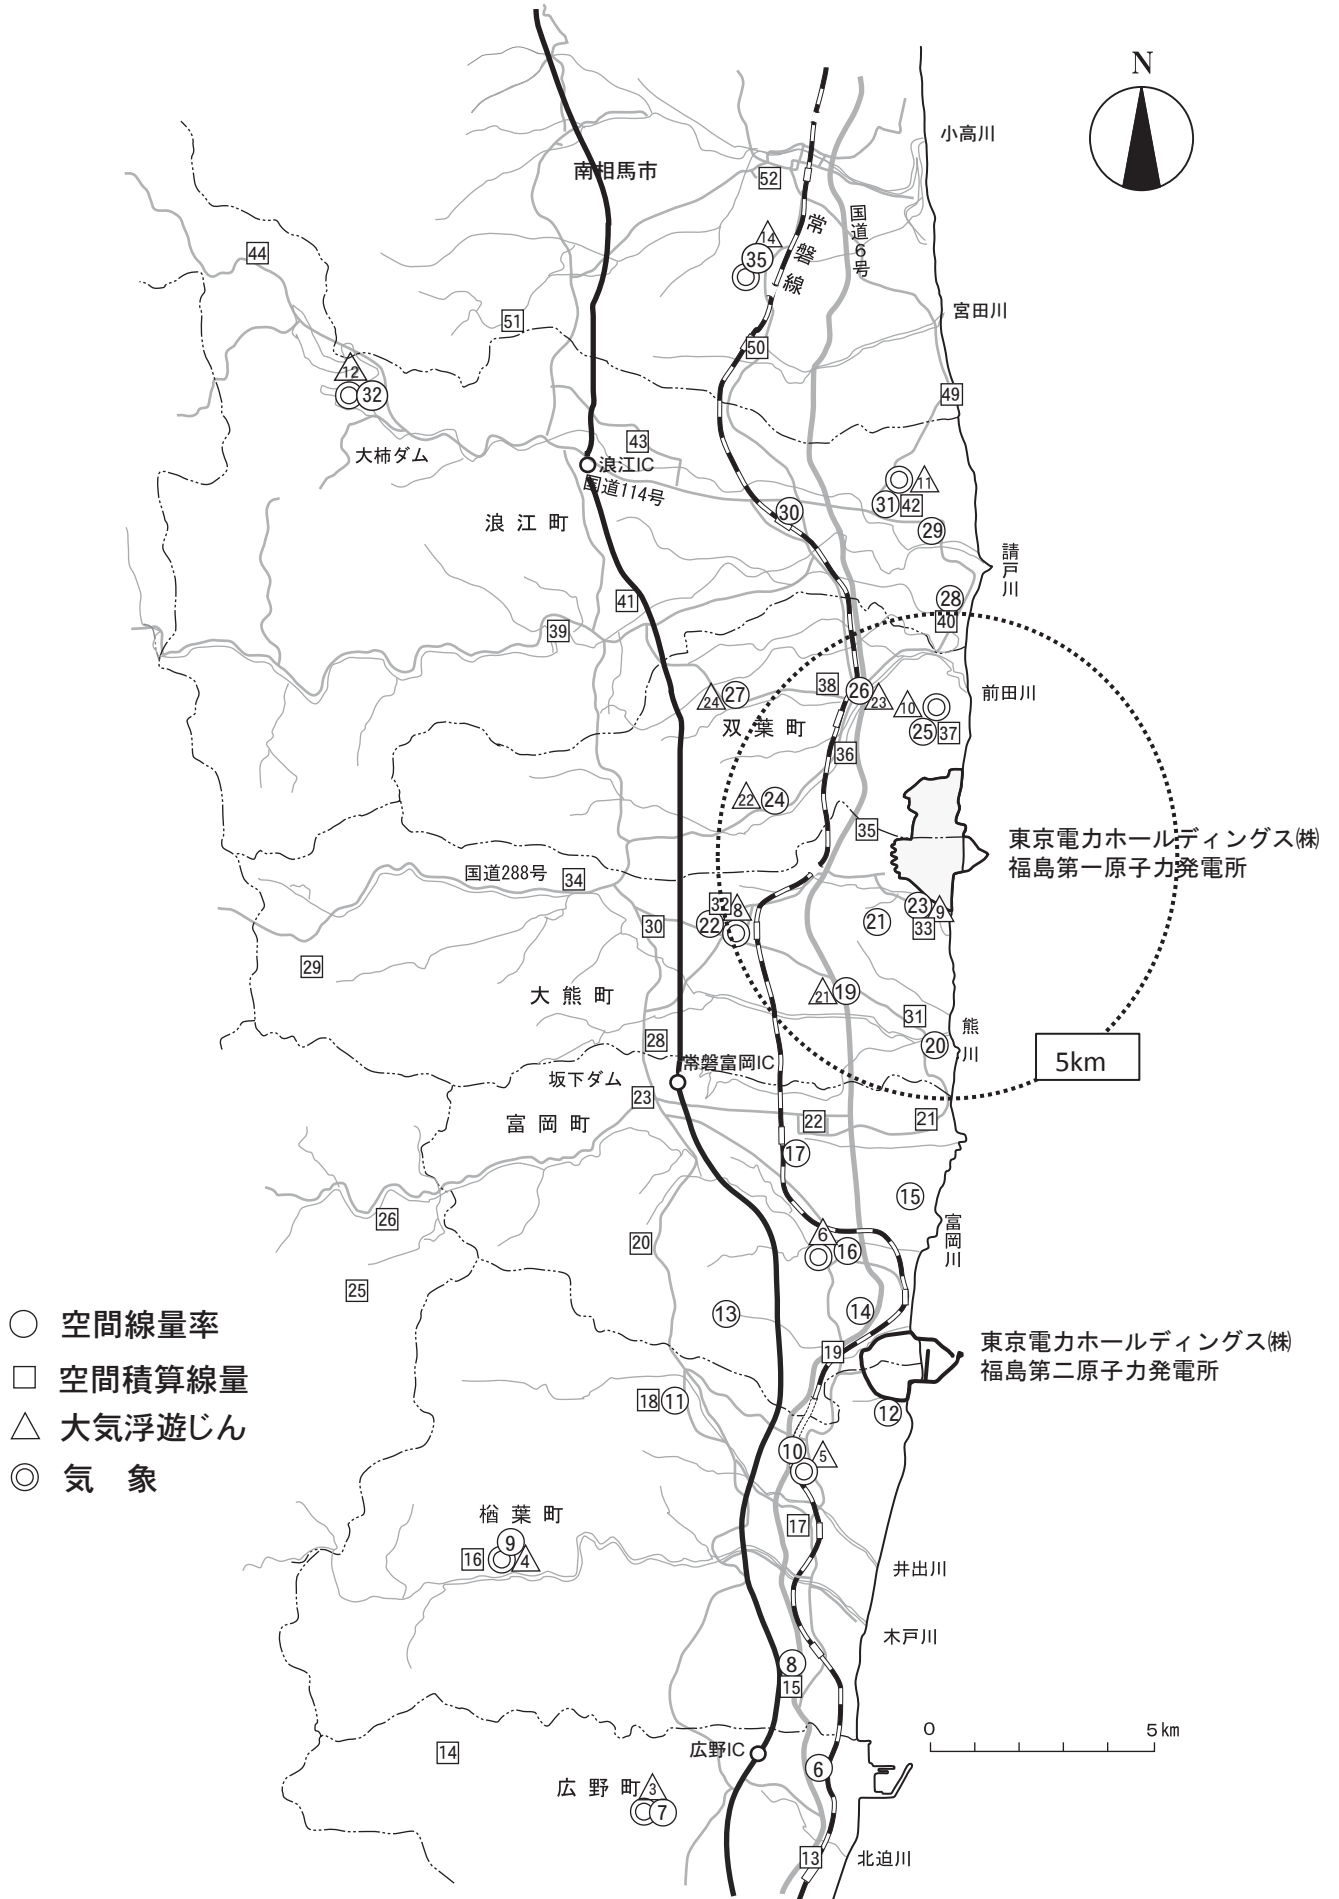 N
小高川
南相馬市
52
国道6号
常磐線
14
35
44
宮田川
51
50
12
32
49
43
大柿ダム
浪江IC
国道114号
11
31
42
30
29
浪江町
請戸川
28
40
41
39
38
26
23
10
前田川
24
27
25
37
双葉町
36
22
24
35
東京電力ホールディングス㈱
福島第一原子力発電所
国道288号
34
32
8
22
30
21
23
9
33
29
大熊町
21
19
31
熊川
20
28
5km
常磐富岡IC
坂下ダム
23
富岡町
22
21
17
15
富岡川
26
20
6
16
25
13
14
○ 空間線量率
□ 空間積算線量
△ 大気浮遊じん
◎ 気象
19
東京電力ホールディングス㈱
福島第二原子力発電所
18
11
12
10
5
楢葉町
17
9
16
4
井出川
木戸川
8
15
0 5km
14
広野IC
6
広野町
3
7
13
北迫川